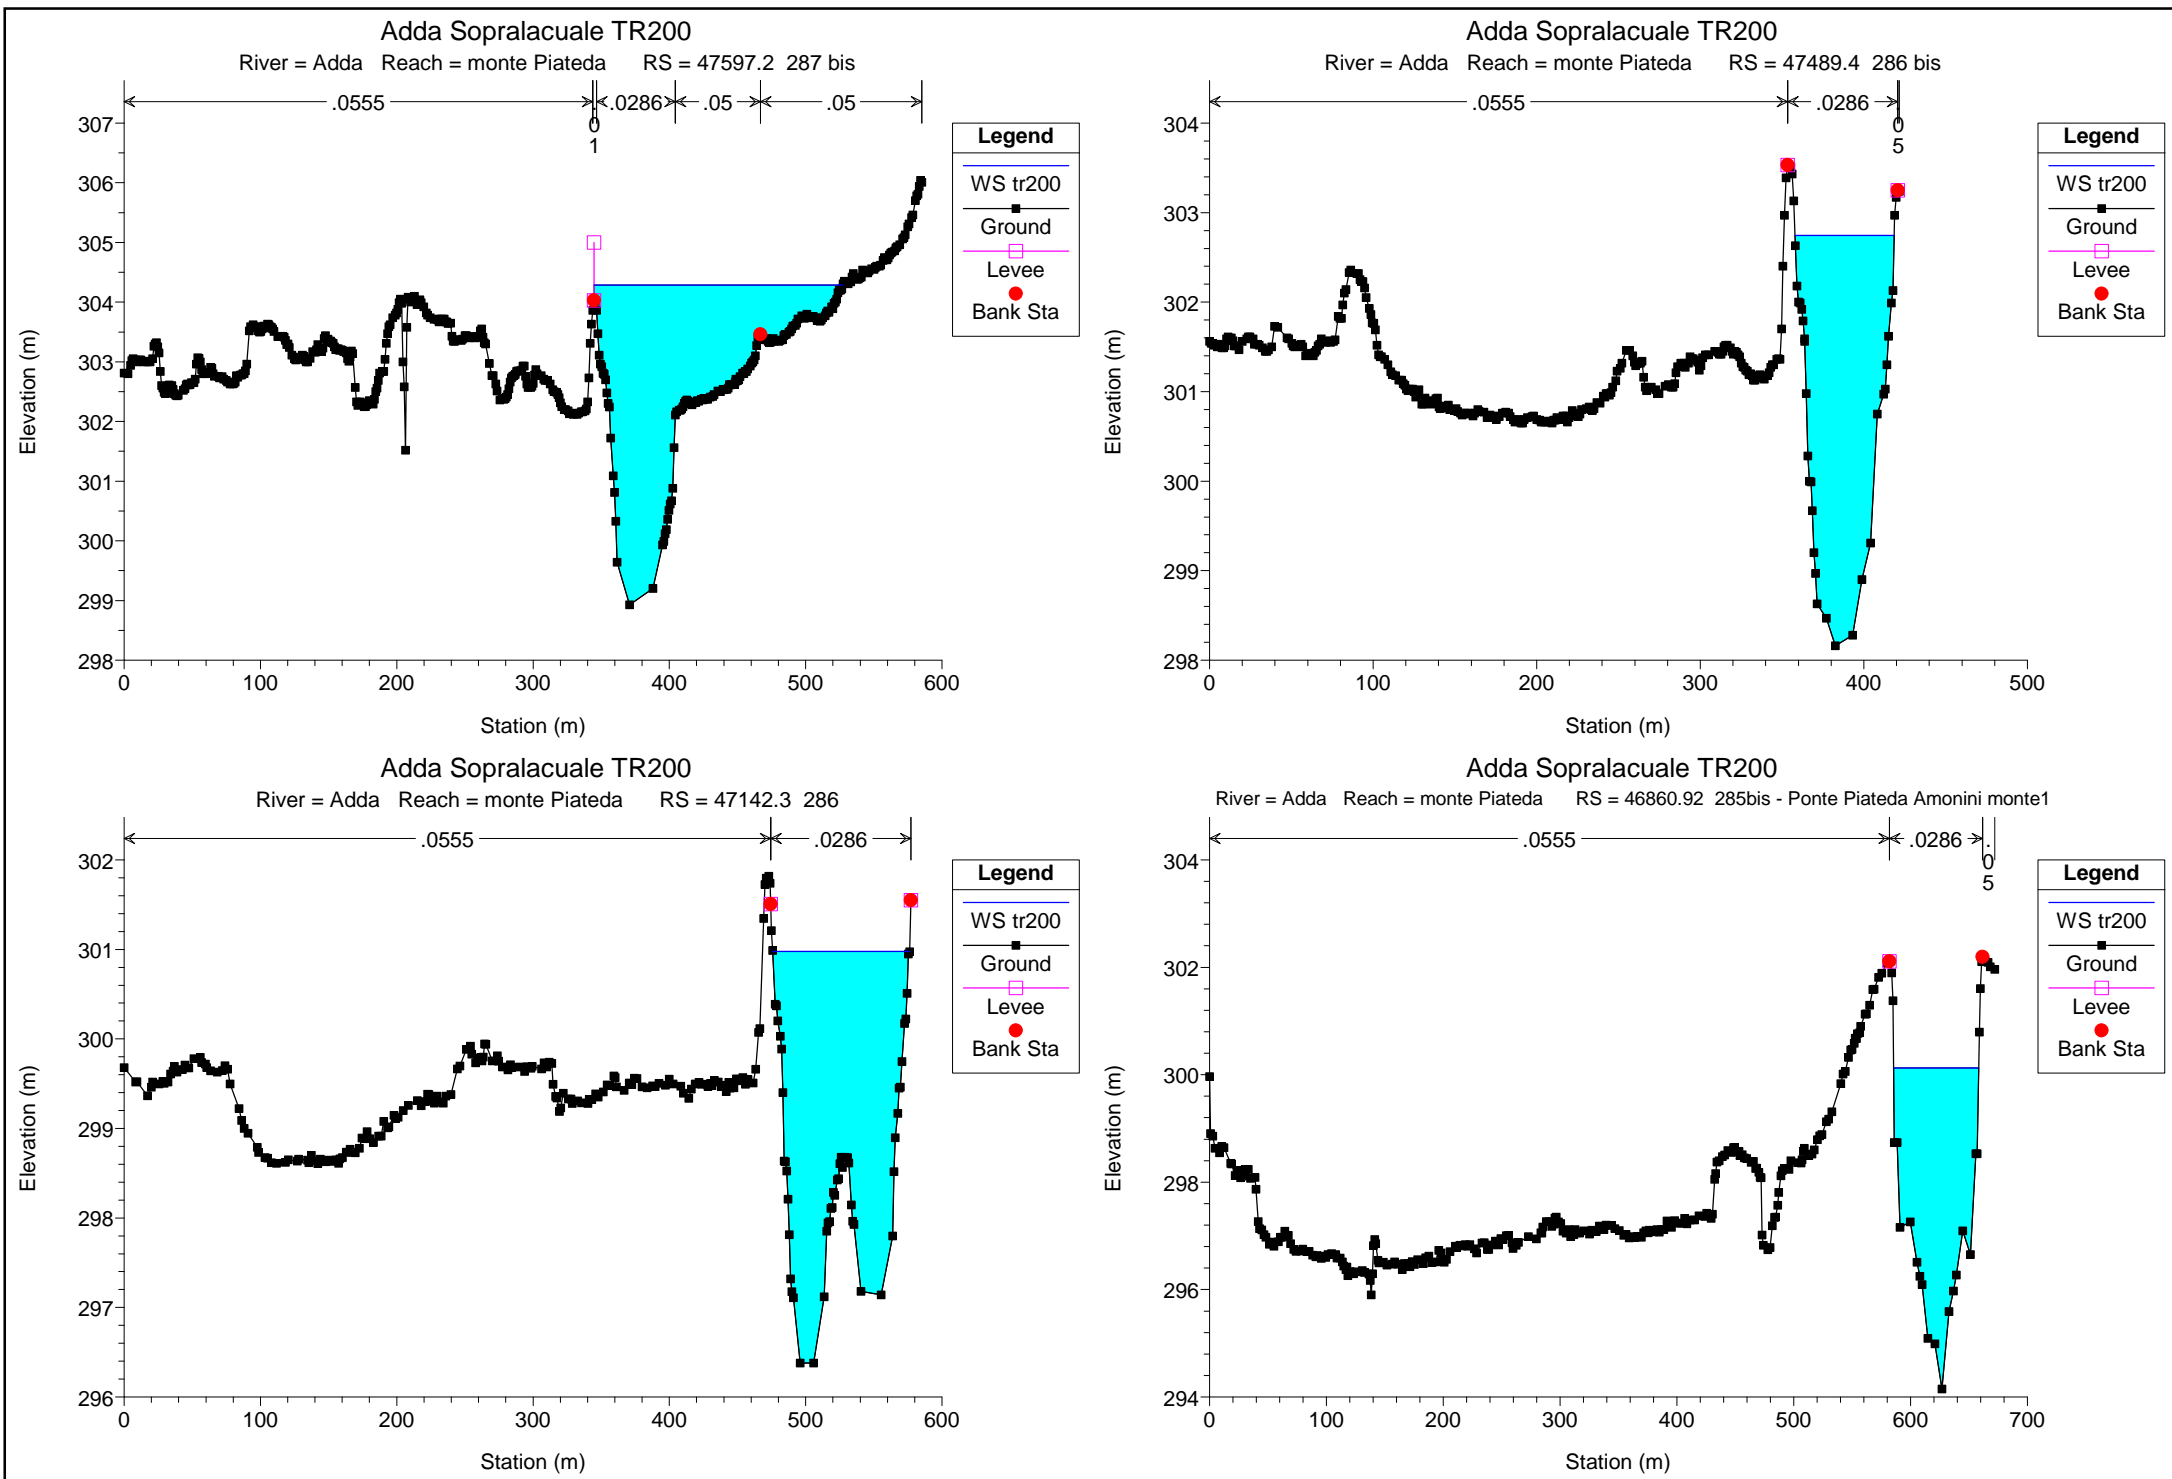 Adda Sopralacuale TR200
River = Adda   Reach = monte Piateda      RS = 47597.2  287 bis
.0555
.01
.0286
.05
.05
307
306
305
304
303
302
301
300
299
298
Elevation (m)
0 100 200 300 400 500 600
Station (m)
Legend
WS tr200
Ground
Levee
Bank Sta
Adda Sopralacuale TR200
River = Adda   Reach = monte Piateda      RS = 47489.4  286 bis
.0555
.0286
.05
304
303
302
301
300
299
298
Elevation (m)
0 100 200 300 400 500
Station (m)
Legend
WS tr200
Ground
Levee
Bank Sta
Adda Sopralacuale TR200
River = Adda   Reach = monte Piateda      RS = 47142.3  286
.0555
.0286
302
301
300
299
298
297
296
Elevation (m)
0 100 200 300 400 500 600
Station (m)
Legend
WS tr200
Ground
Levee
Bank Sta
Adda Sopralacuale TR200
River = Adda   Reach = monte Piateda      RS = 46860.92  285bis - Ponte Piateda Amonini monte1
.0555
.0286
.05
304
302
300
298
296
294
Elevation (m)
0 100 200 300 400 500 600 700
Station (m)
Legend
WS tr200
Ground
Levee
Bank Sta